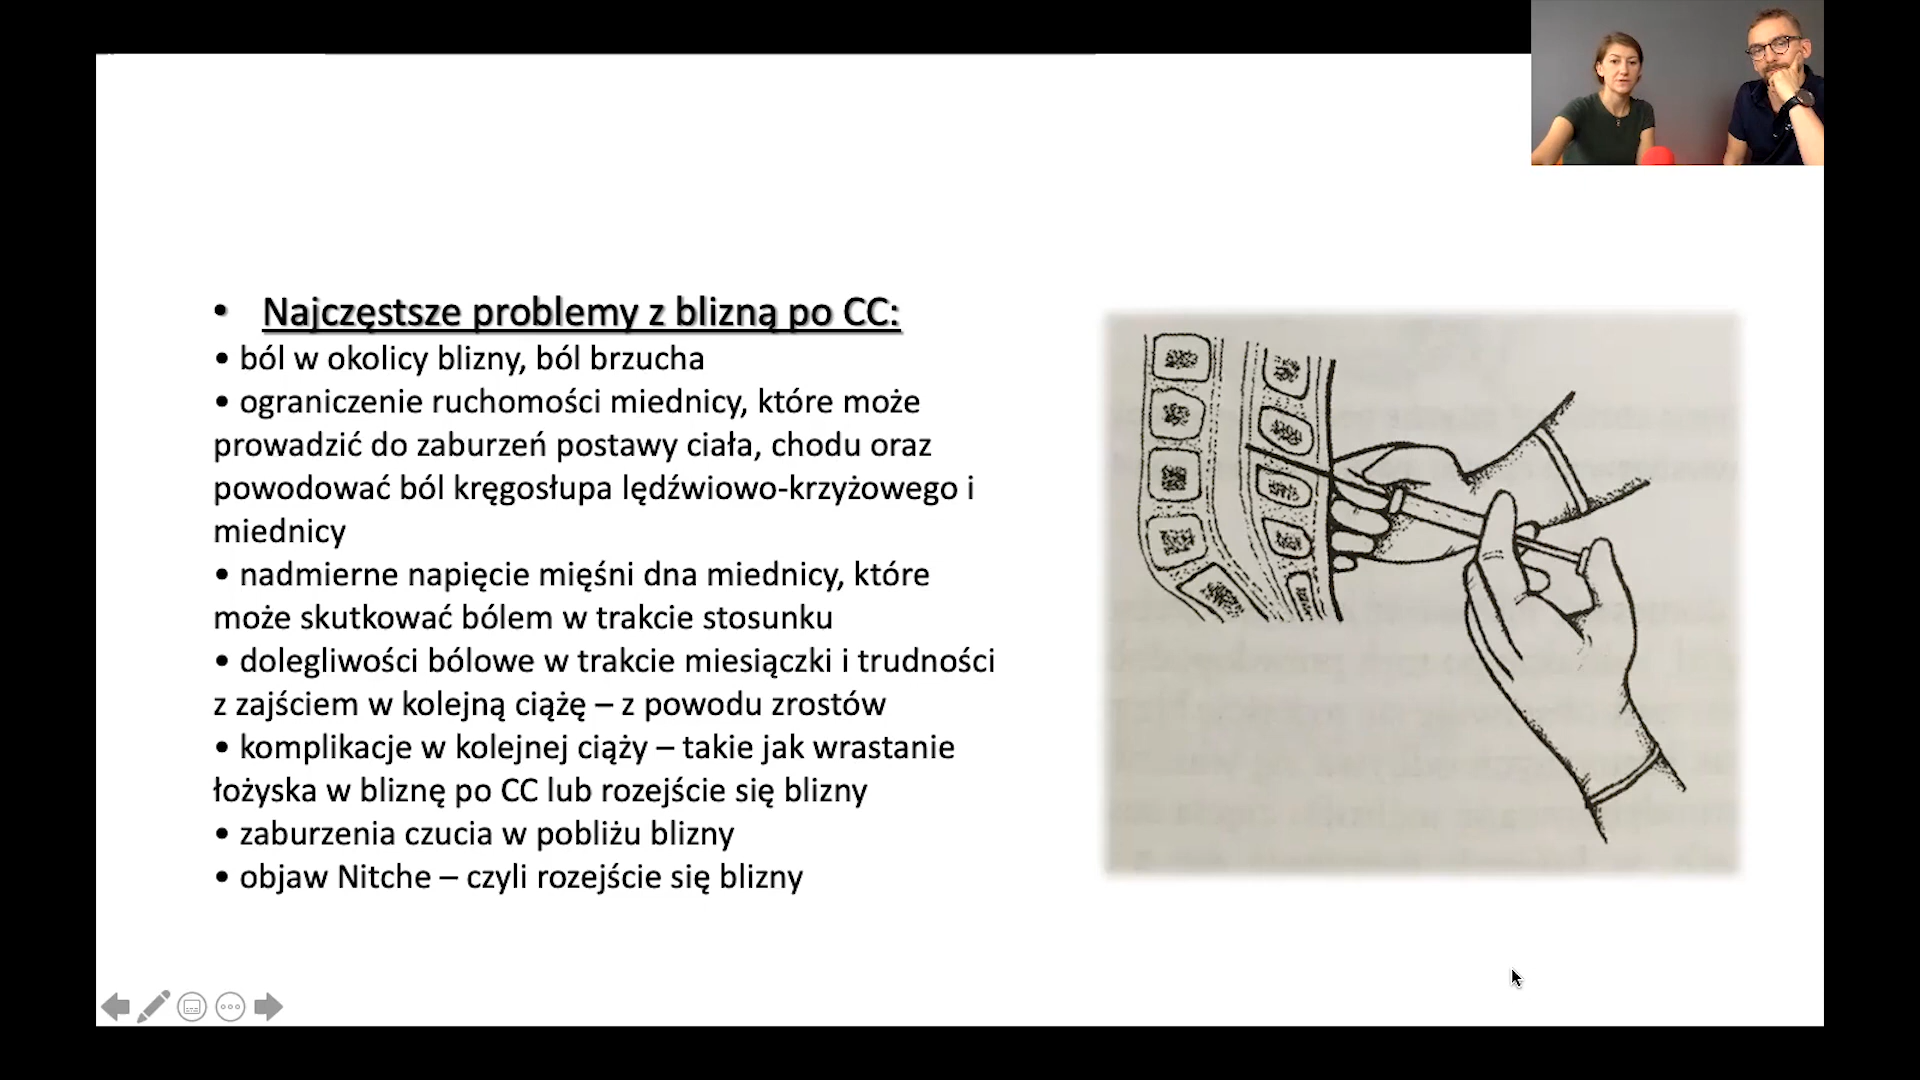 • Najczęstsze problemy z blizną po CC:
• ból w okolicy blizny, ból brzucha
• ograniczenie ruchomości miednicy, które może
prowadzić do zaburzeń postawy ciała, chodu oraz
powodować ból kręgosłupa lędźwiowo-krzyżowego i
miednicy
• nadmierne napięcie mięśni dna miednicy, które
może skutkować bólem w trakcie stosunku
• dolegliwości bólowe w trakcie miesiączki i trudności
z zajściem w kolejną ciążę – z powodu zrostów
• komplikacje w kolejnej ciąży – takie jak wrastanie
łożyska w bliznę po CC lub rozejście się blizny
• zaburzenia czucia w pobliżu blizny
• objaw Nitche – czyli rozejście się blizny